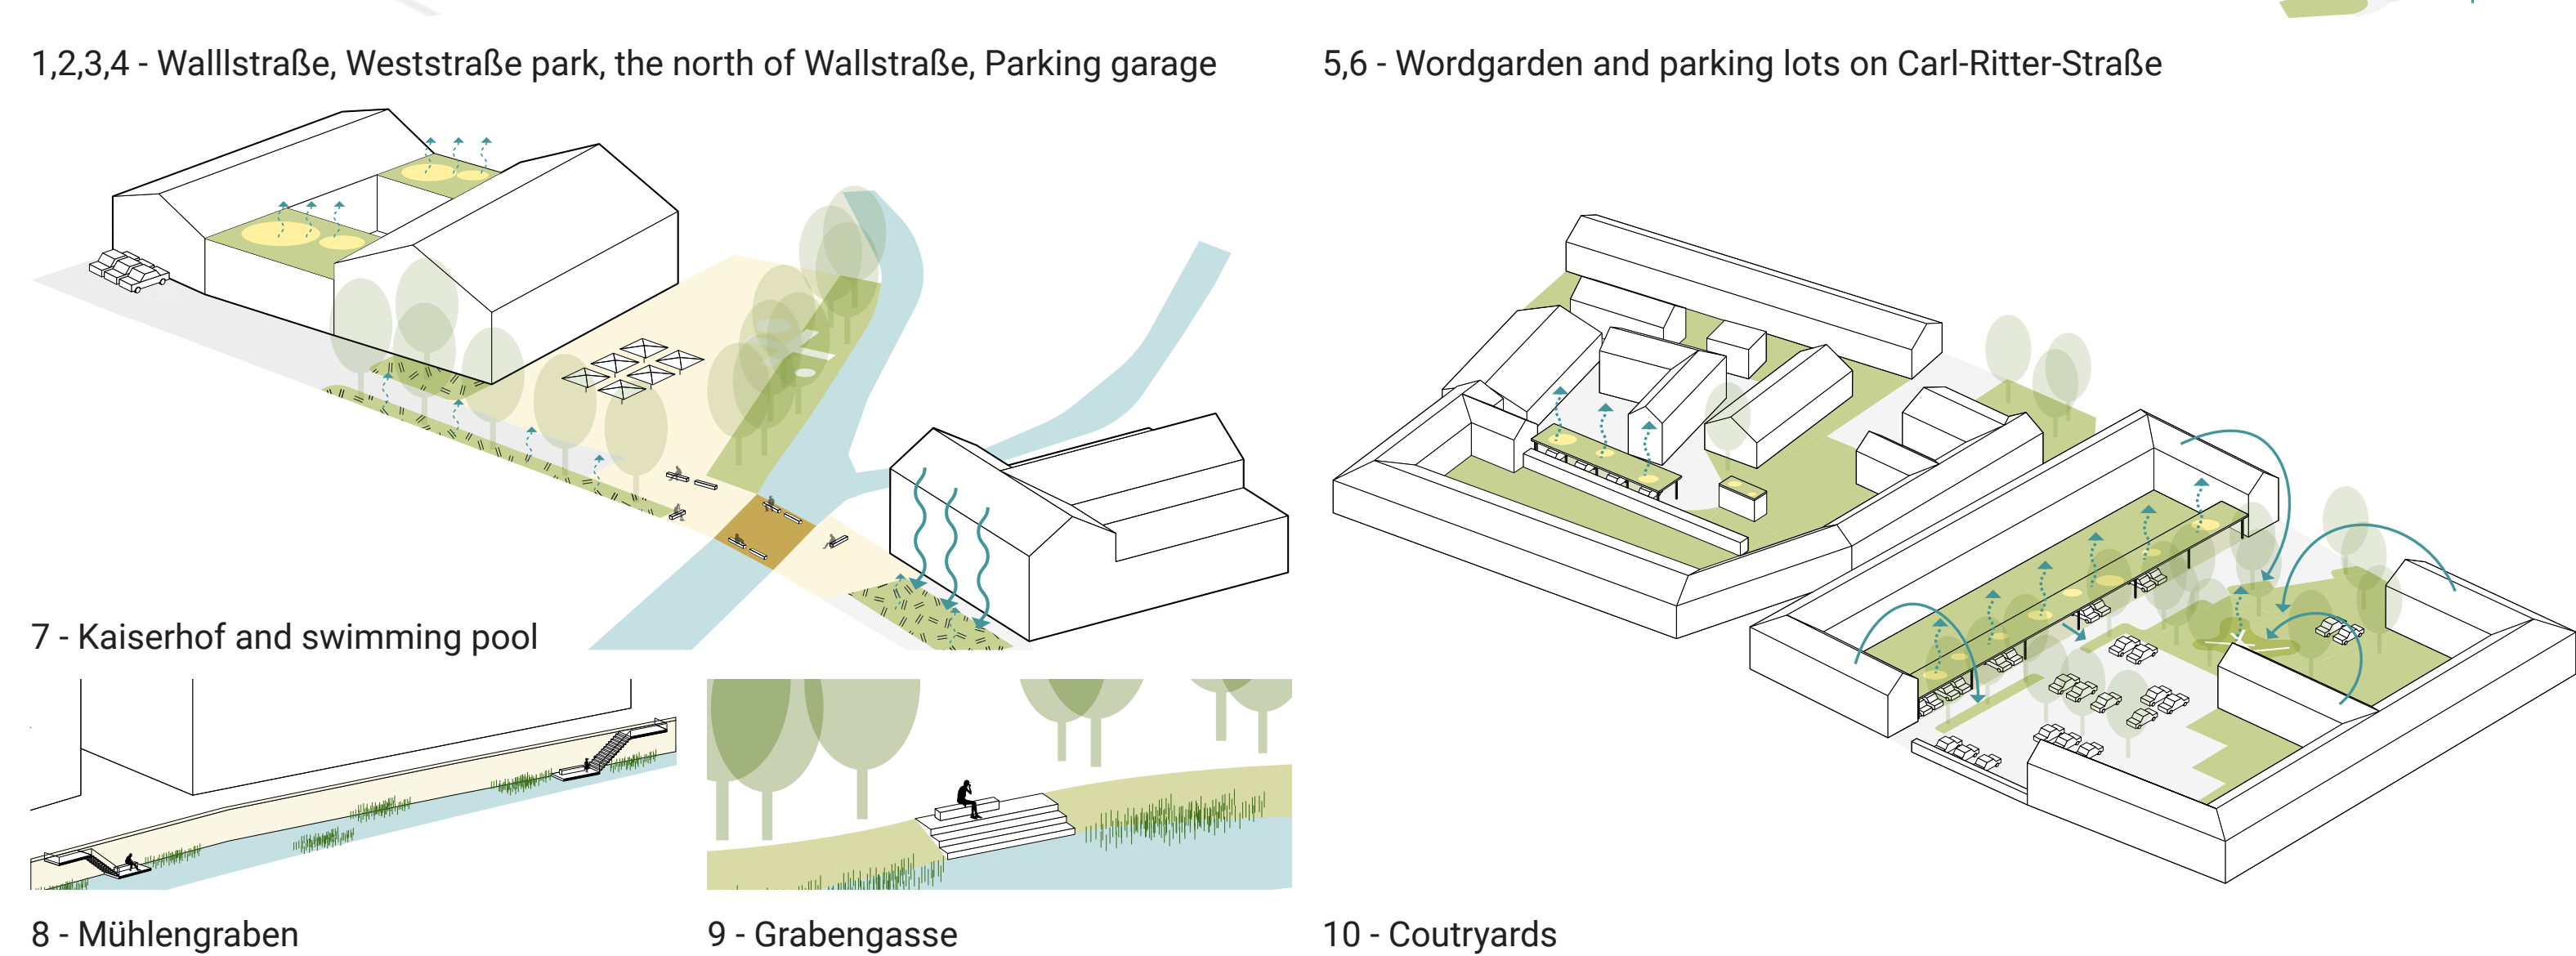 1,2,3,4 - Walllstraße, Weststraße park, the north of Wallstraße, Parking garage
5,6 - Wordgarden and parking lots on Carl-Ritter-Straße
7 - Kaiserhof and swimming pool
8 - Mühlengraben
9 - Grabengasse
10 - Coutryards